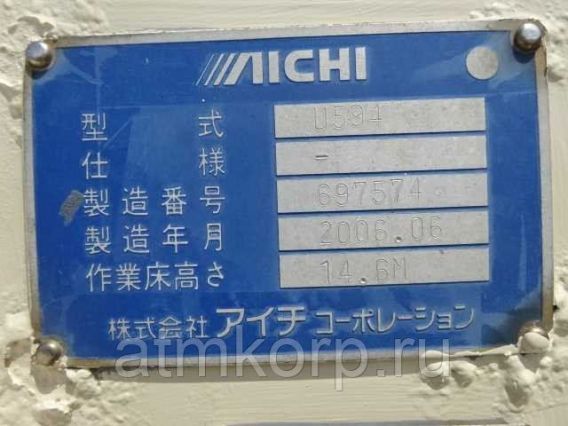 AICHI
型式 U594
仕様 -
製造番号 697574
製造年月 2006.06
作業床高さ 14.6M
株式会社 アイチ コーポレーション
atmkorp.ru